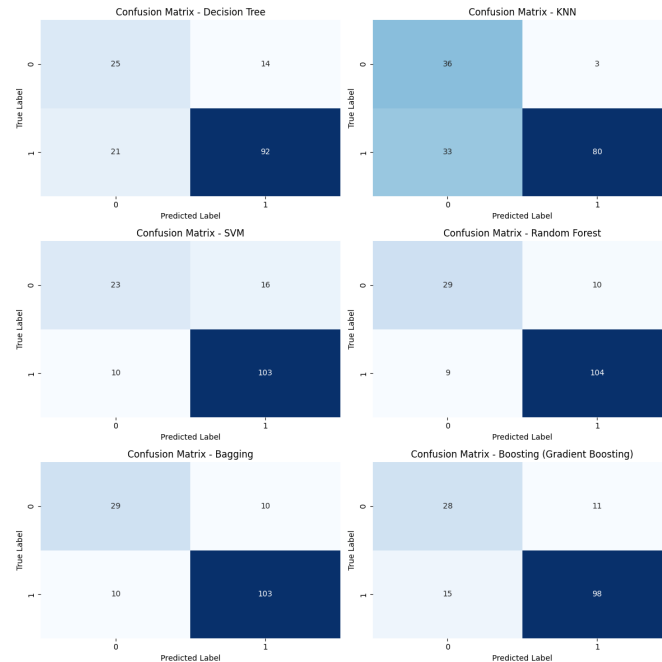 Confusion Matrix - Decision Tree
True Label
0
25
14
1
21
92
0
1
Predicted Label
Confusion Matrix - KNN
True Label
0
36
3
1
33
80
0
1
Predicted Label
Confusion Matrix - SVM
True Label
0
23
16
1
10
103
0
1
Predicted Label
Confusion Matrix - Random Forest
True Label
0
29
10
1
9
104
0
1
Predicted Label
Confusion Matrix - Bagging
True Label
0
29
10
1
10
103
0
1
Predicted Label
Confusion Matrix - Boosting (Gradient Boosting)
True Label
0
28
11
1
15
98
0
1
Predicted Label